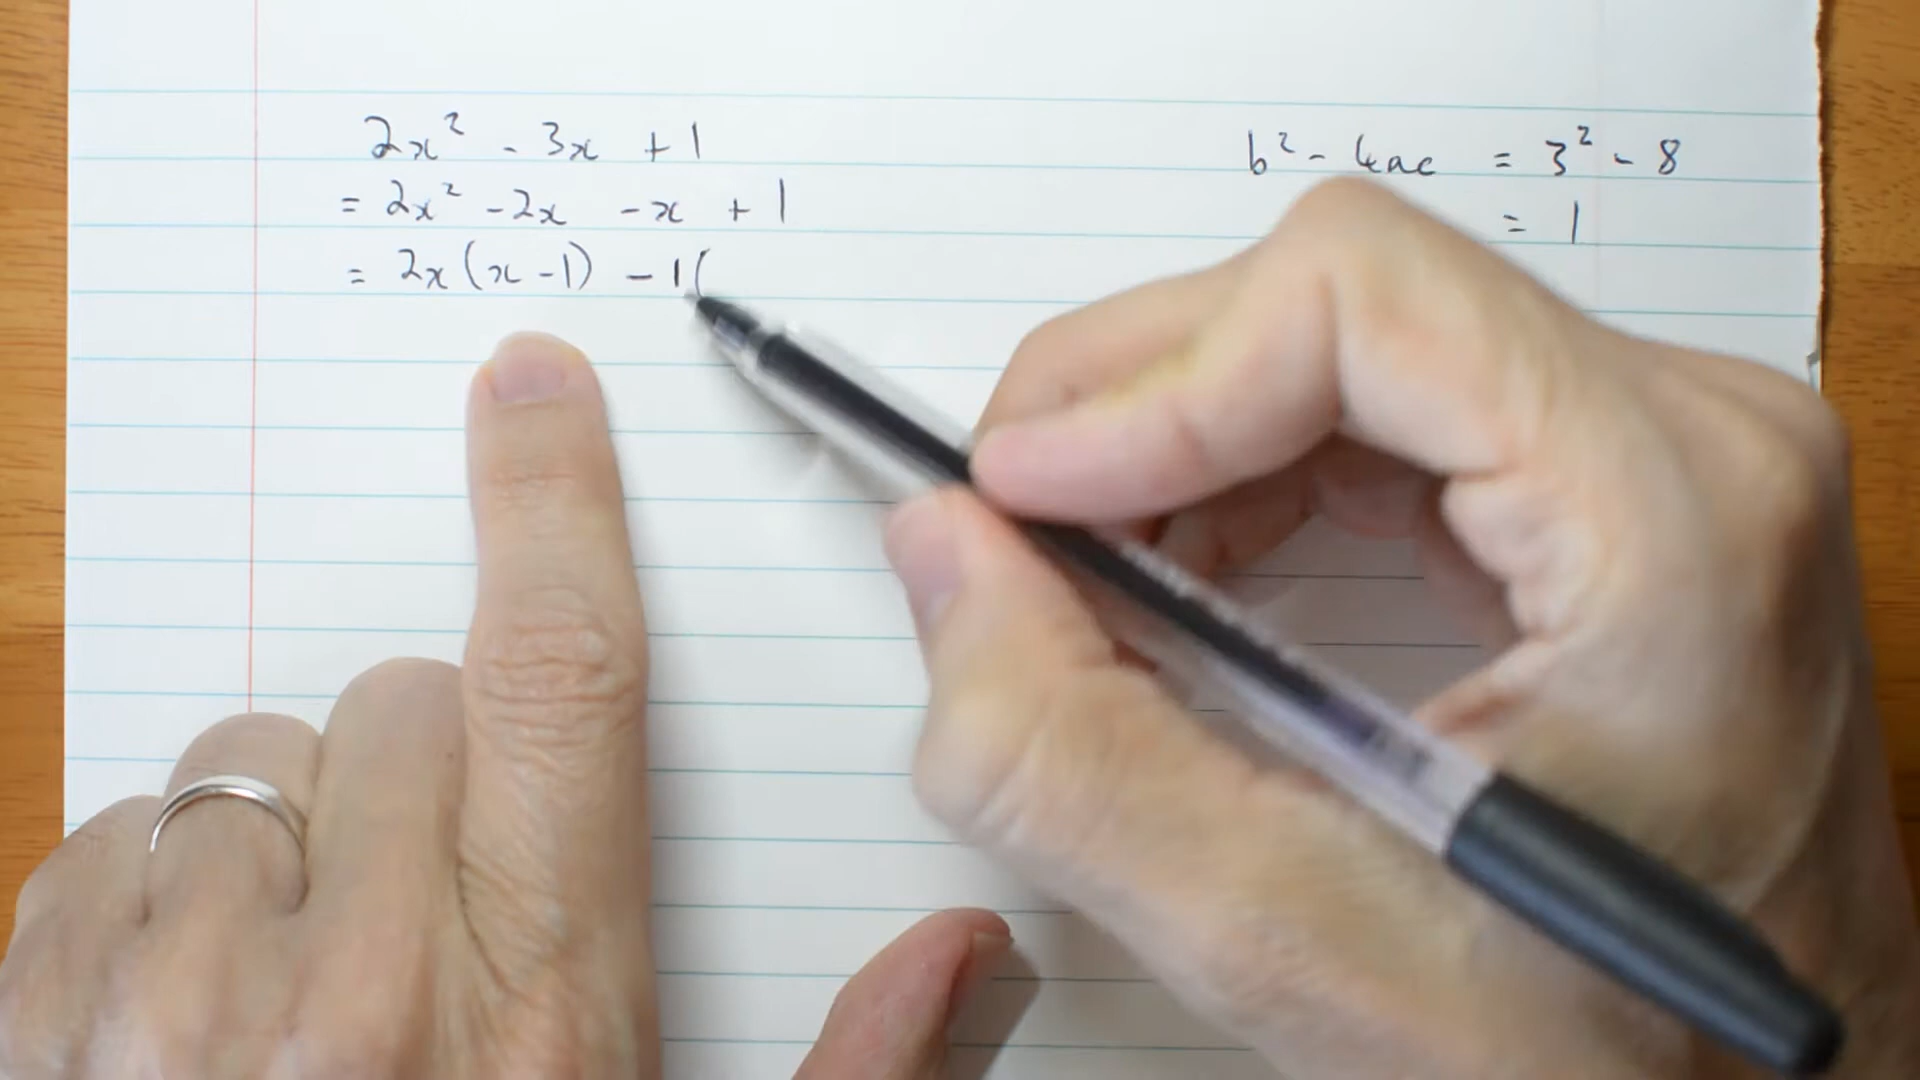 2x² - 3x + 1
= 2x² - 2x - x + 1
= 2x(x - 1) - 1(
b² - 4ac = 3² - 8
= 1